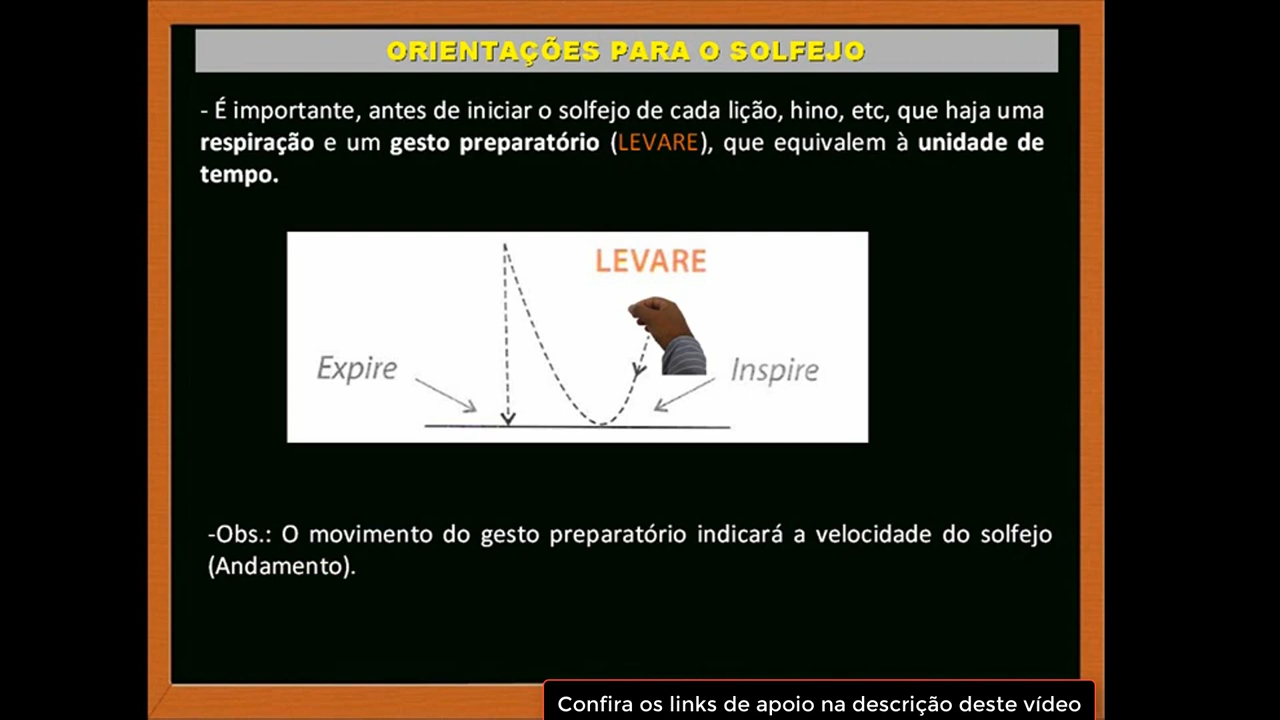 ORIENTAÇÕES PARA O SOLFEJO
- É importante, antes de iniciar o solfejo de cada lição, hino, etc, que haja uma
respiração e um gesto preparatório (LEVARE), que equivalem à unidade de
tempo.
LEVARE
Expire
Inspire
-Obs.: O movimento do gesto preparatório indicará a velocidade do solfejo
(Andamento).
Confira os links de apoio na descrição deste vídeo